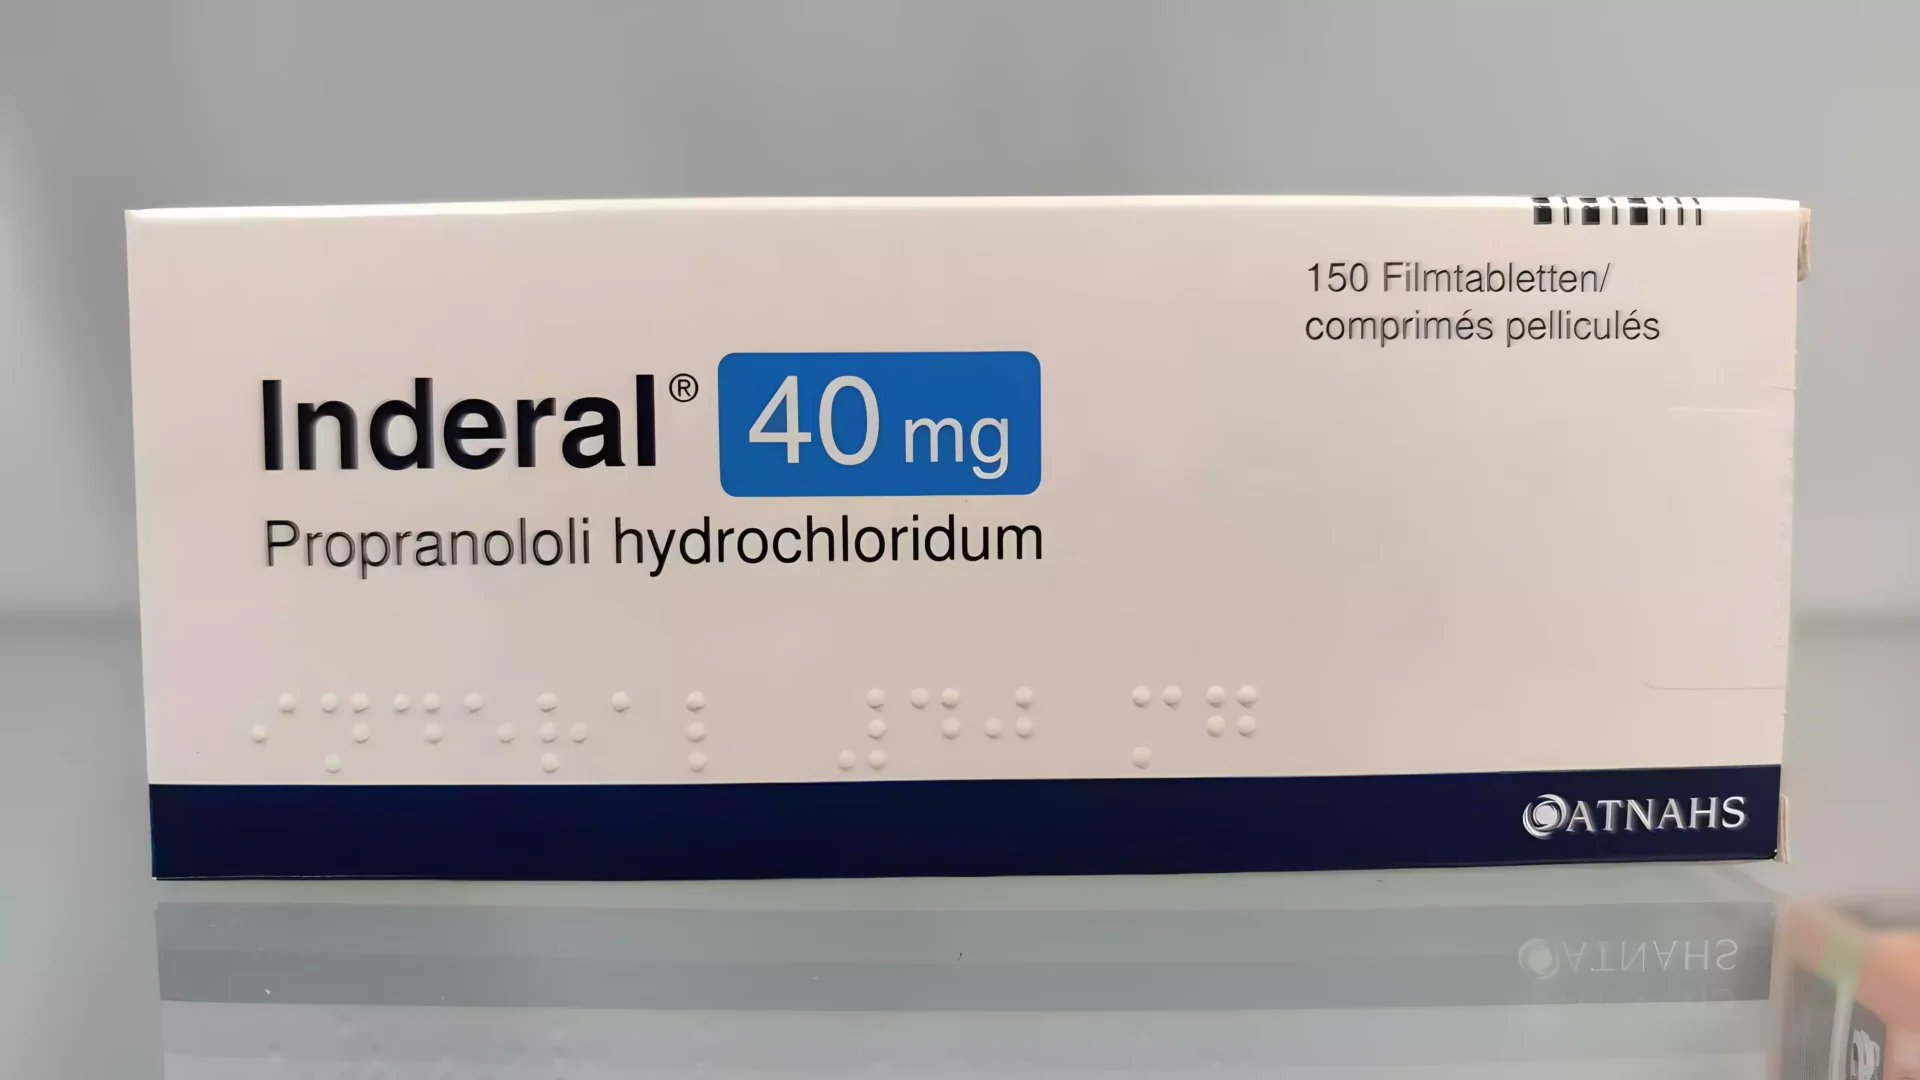 150 Filmtabletten/
comprimés pelliculés
Inderal® 40 mg
Propranololi hydrochloridum
⠊⠝⠙⠑⠗⠁⠇ ⠼⠙⠚ ⠍⠛
ATNAHS